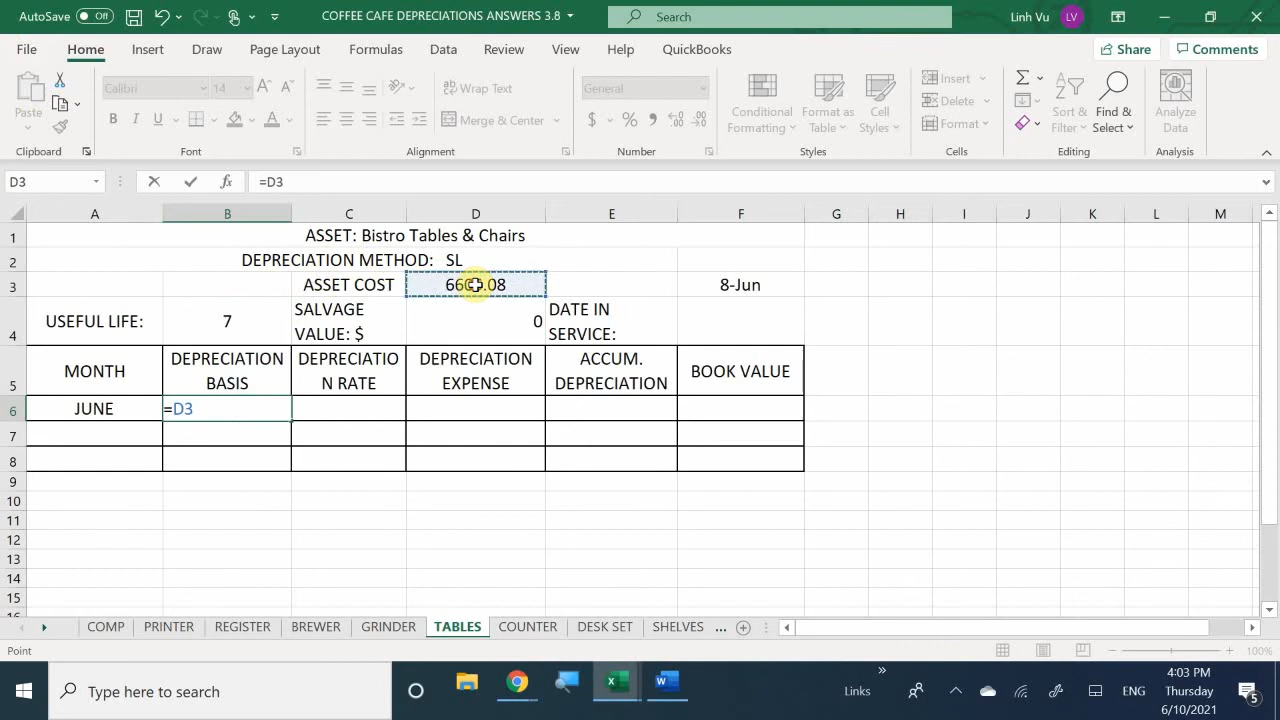 AutoSave Off COFFEE CAFE DEPRECIATIONS ANSWERS 3.8 Search Linh Vu LV
File Home Insert Draw Page Layout Formulas Data Review View Help QuickBooks Share Comments
Calibri 14 Wrap Text General Insert
Paste Conditional Format as Cell Delete Sort & Find & Analyze
B I U Merge & Center $ % Formatting Table Styles Format Filter Select Data
Clipboard Font Alignment Number Styles Cells Editing Analysis
D3 fx =D3
A B C D E F G H I J K L M
1 ASSET: Bistro Tables & Chairs
2 DEPRECIATION METHOD: SL
3 ASSET COST 8-Jun
SALVAGE DATE IN
4 USEFUL LIFE: 7 VALUE: $ 0 SERVICE:
DEPRECIATION DEPRECIATIO DEPRECIATION ACCUM.
5 MONTH BASIS N RATE EXPENSE DEPRECIATION BOOK VALUE
6 JUNE =D3
7
8
9
10
11
12
13
14
15
16
COMP PRINTER REGISTER BREWER GRINDER TABLES COUNTER DESK SET SHELVES ...
Point 100%
4:03 PM
Type here to search Links ENG Thursday
6/10/2021 5